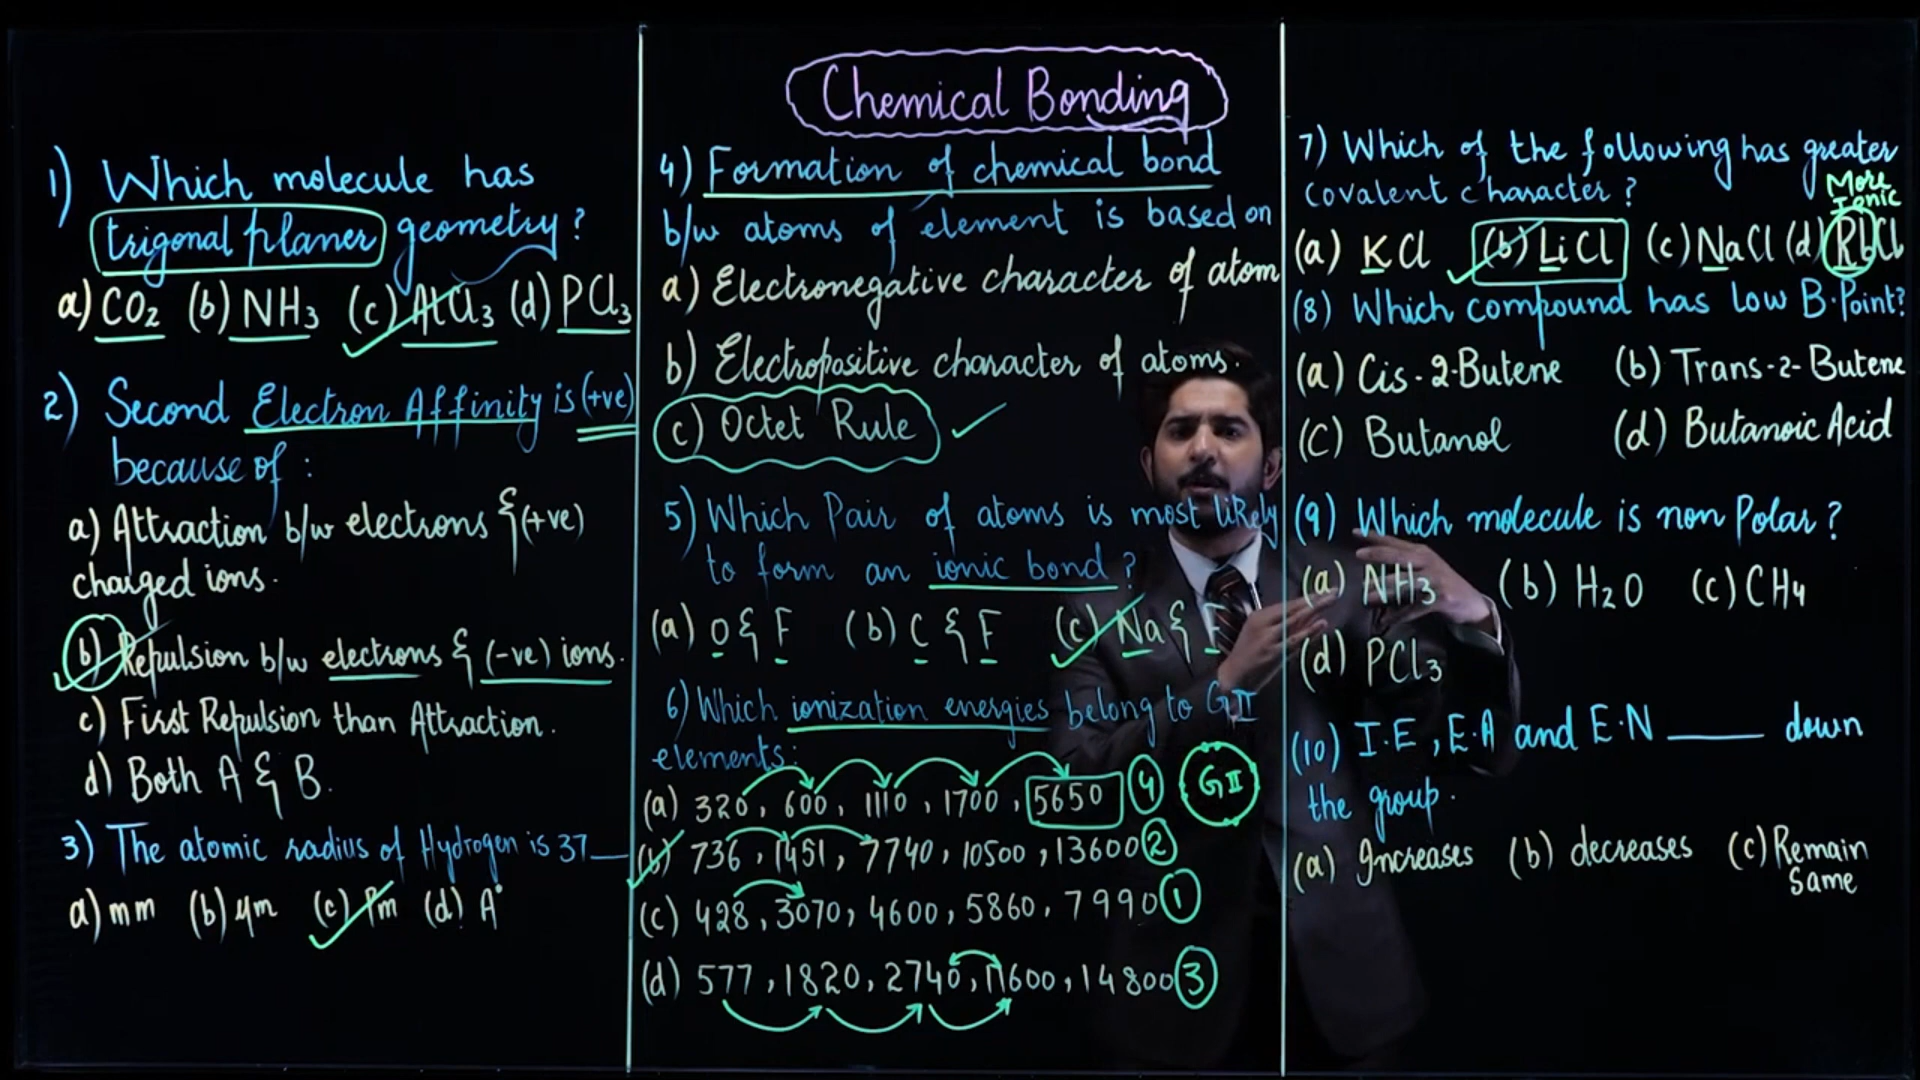 Chemical Bonding
1) Which molecule has
trigonal planer geometry?
a) CO2 (b) NH3 (c) AlCl3 (d) PCl3
2) Second Electron Affinity is (+ve)
because of :
a) Attraction b/w electrons & (+ve)
charged ions.
b) Repulsion b/w electrons & (-ve) ions.
c) First Repulsion than Attraction.
d) Both A & B.
3) The atomic radius of Hydrogen is 37__
a) mm (b) μm (c) Pm (d) A°
4) Formation of chemical bond
b/w atoms of element is based on
a) Electronegative character of atom
b) Electropositive character of atoms.
c) Octet Rule
5) Which Pair of atoms is most likely
to form an ionic bond?
(a) O & F (b) C & F (c) Na & F
6) Which ionization energies belong to GII
elements:
(a) 320, 600, 1110, 1700, 5650 4 GII
(b) 736, 1451, 7740, 10500, 13600 2
(c) 428, 3070, 4600, 5860, 7990 1
(d) 577, 1820, 2740, 11600, 14800 3
7) Which of the following has greater
covalent character?
More
Ionic
(a) KCl (b) LiCl (c) NaCl (d) RbCl
(8) Which compound has low B.Point?
(a) Cis-2-Butene (b) Trans-2-Butene
(C) Butanol (d) Butanoic Acid
(9) Which molecule is non Polar?
(a) NH3 (b) H2O (c) CH4
(d) PCl3
(10) I.E, E.A and E.N ____ down
the group.
(a) Increases (b) decreases (c) Remain
Same